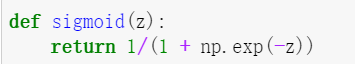 def sigmoid(z):
    return 1/(1 + np.exp(-z))